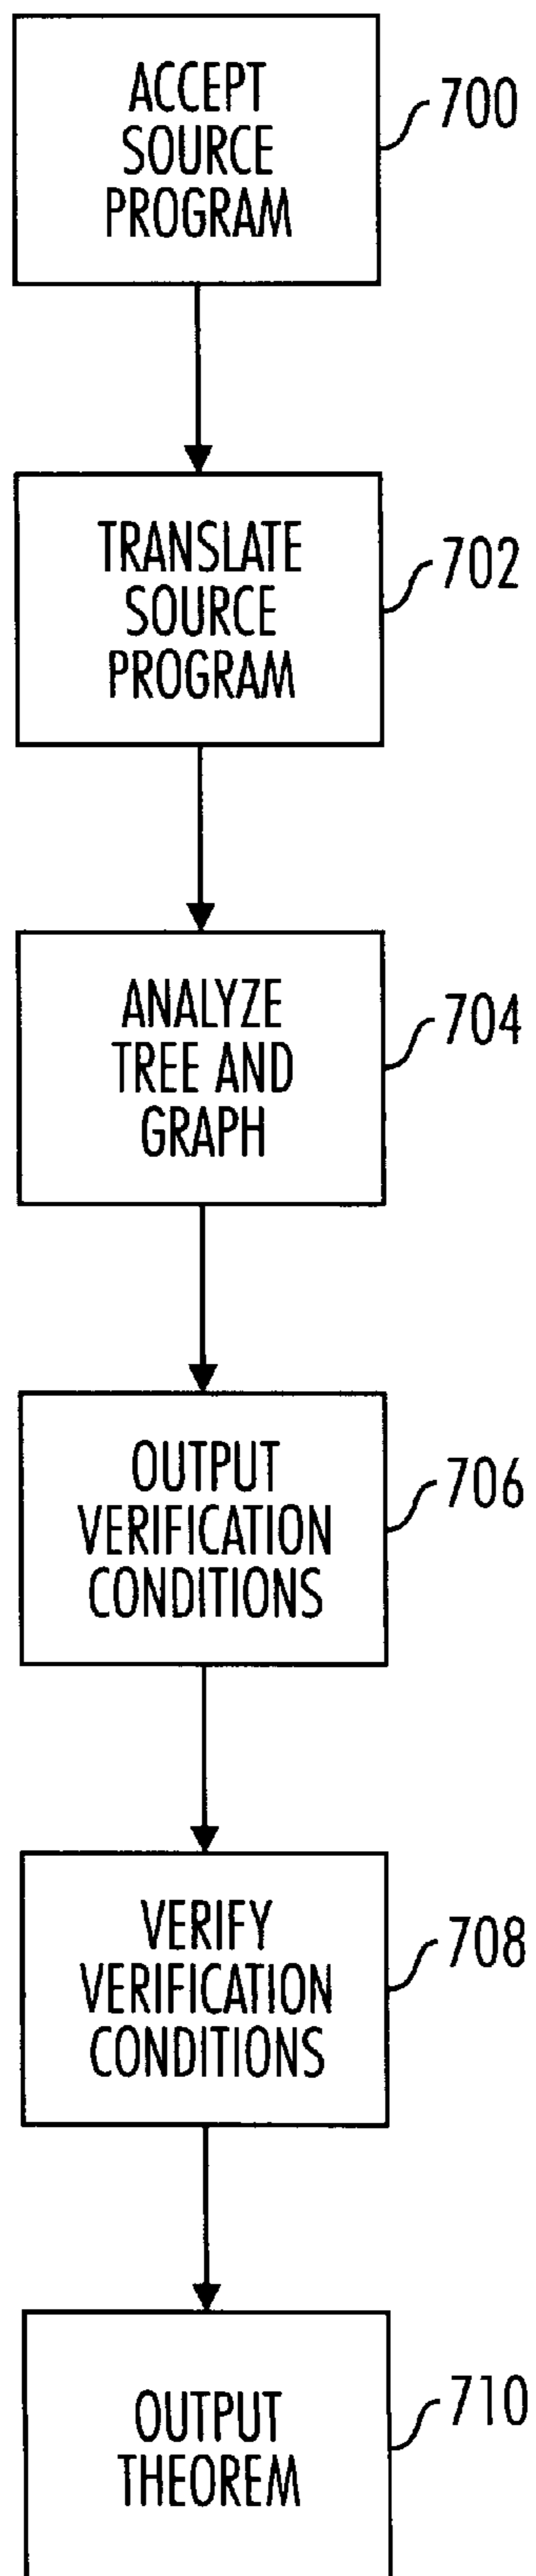 ACCEPT
SOURCE
PROGRAM
700
TRANSLATE
SOURCE
PROGRAM
702
ANALYZE
TREE AND
GRAPH
704
OUTPUT
VERIFICATION
CONDITIONS
706
VERIFY
VERIFICATION
CONDITIONS
708
OUTPUT
THEOREM
710